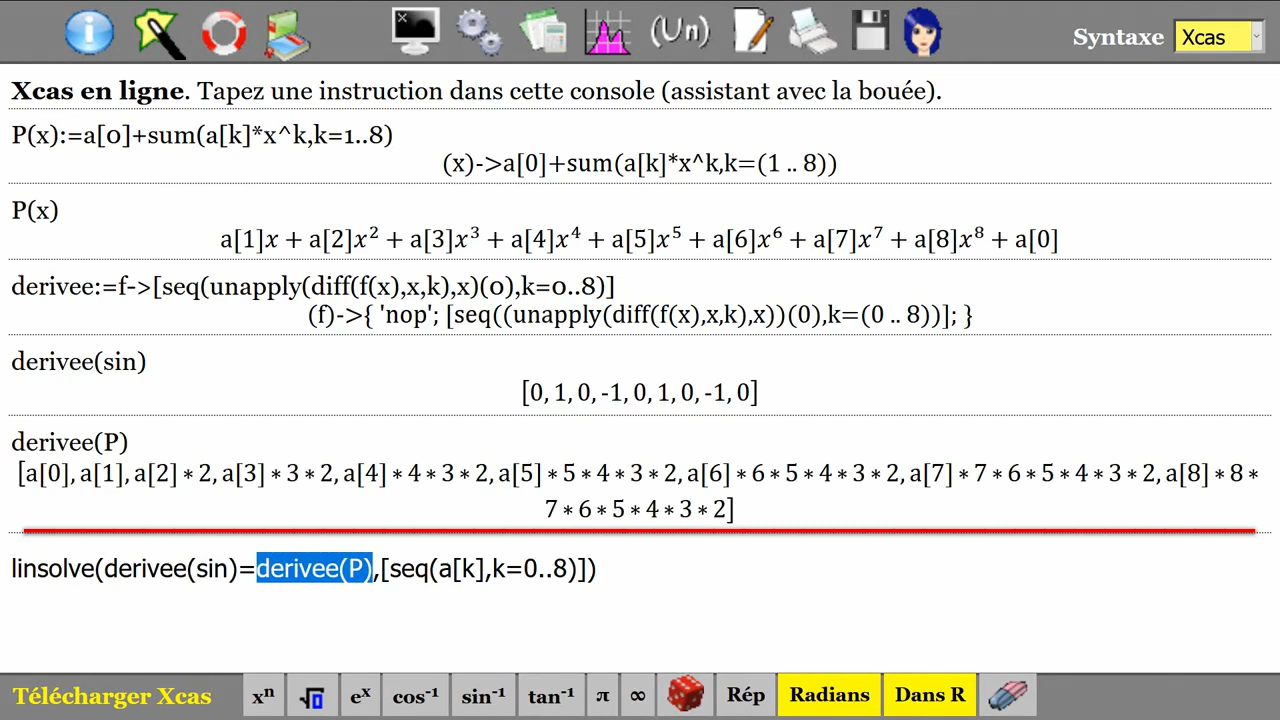 (Un)
Syntaxe Xcas
Xcas en ligne. Tapez une instruction dans cette console (assistant avec la bouée).
P(x):=a[0]+sum(a[k]*x^k,k=1..8)
(x)->a[0]+sum(a[k]*x^k,k=(1 .. 8))
P(x)
a[1]x + a[2]x² + a[3]x³ + a[4]x⁴ + a[5]x⁵ + a[6]x⁶ + a[7]x⁷ + a[8]x⁸ + a[0]
derivee:=f->[seq(unapply(diff(f(x),x,k),x)(0),k=0..8)]
(f)->{ 'nop'; [seq((unapply(diff(f(x),x,k),x))(0),k=(0 .. 8))]; }
derivee(sin)
[0, 1, 0, -1, 0, 1, 0, -1, 0]
derivee(P)
[a[0], a[1], a[2] * 2, a[3] * 3 * 2, a[4] * 4 * 3 * 2, a[5] * 5 * 4 * 3 * 2, a[6] * 6 * 5 * 4 * 3 * 2, a[7] * 7 * 6 * 5 * 4 * 3 * 2, a[8] * 8 *
7 * 6 * 5 * 4 * 3 * 2]
linsolve(derivee(sin)=derivee(P),[seq(a[k],k=0..8)])
Télécharger Xcas xⁿ √0 eˣ cos⁻¹ sin⁻¹ tan⁻¹ π ∞ Rép Radians Dans R